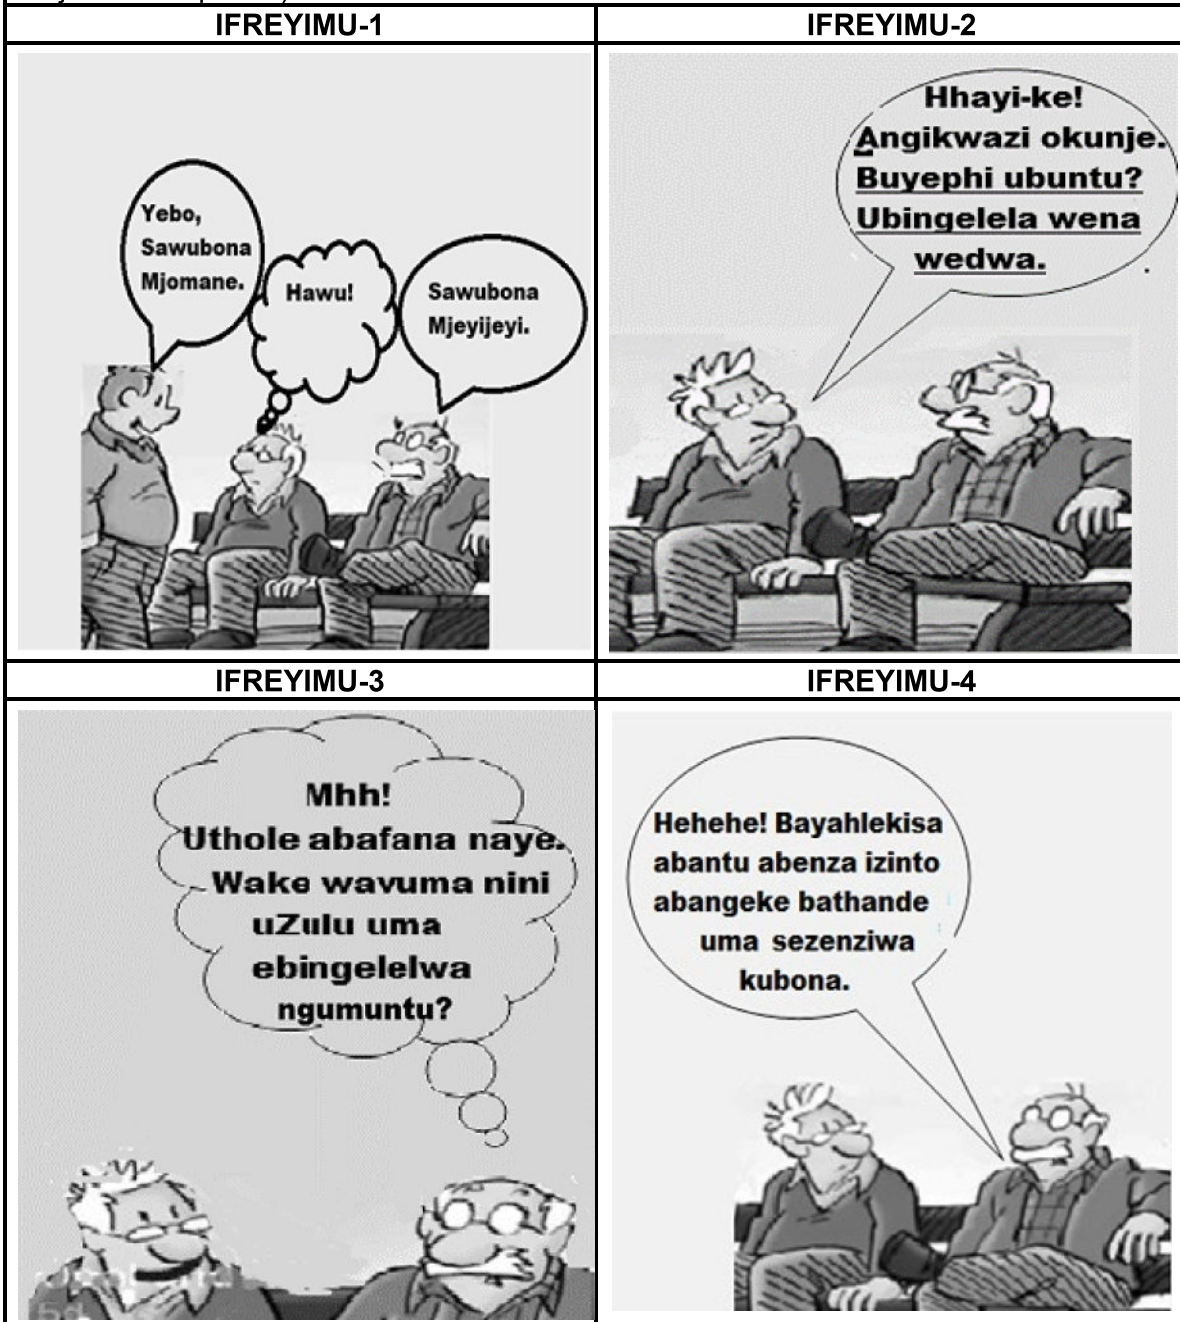 IFREYIMU-1
Yebo,
Sawubona
Mjomane.
Hawu!
Sawubona
Mjeyijeyi.
IFREYIMU-2
Hhayi-ke!
Angikwazi okunje.
Buyephi ubuntu?
Ubingelela wena
wedwa.
IFREYIMU-3
Mhh!
Uthole abafana naye.
Wake wavuma nini
uZulu uma
ebingelelwa
ngumuntu?
IFREYIMU-4
Hehehe! Bayahlekisa
abantu abenza izinto
abangeke bathande
uma sezenziwa
kubona.